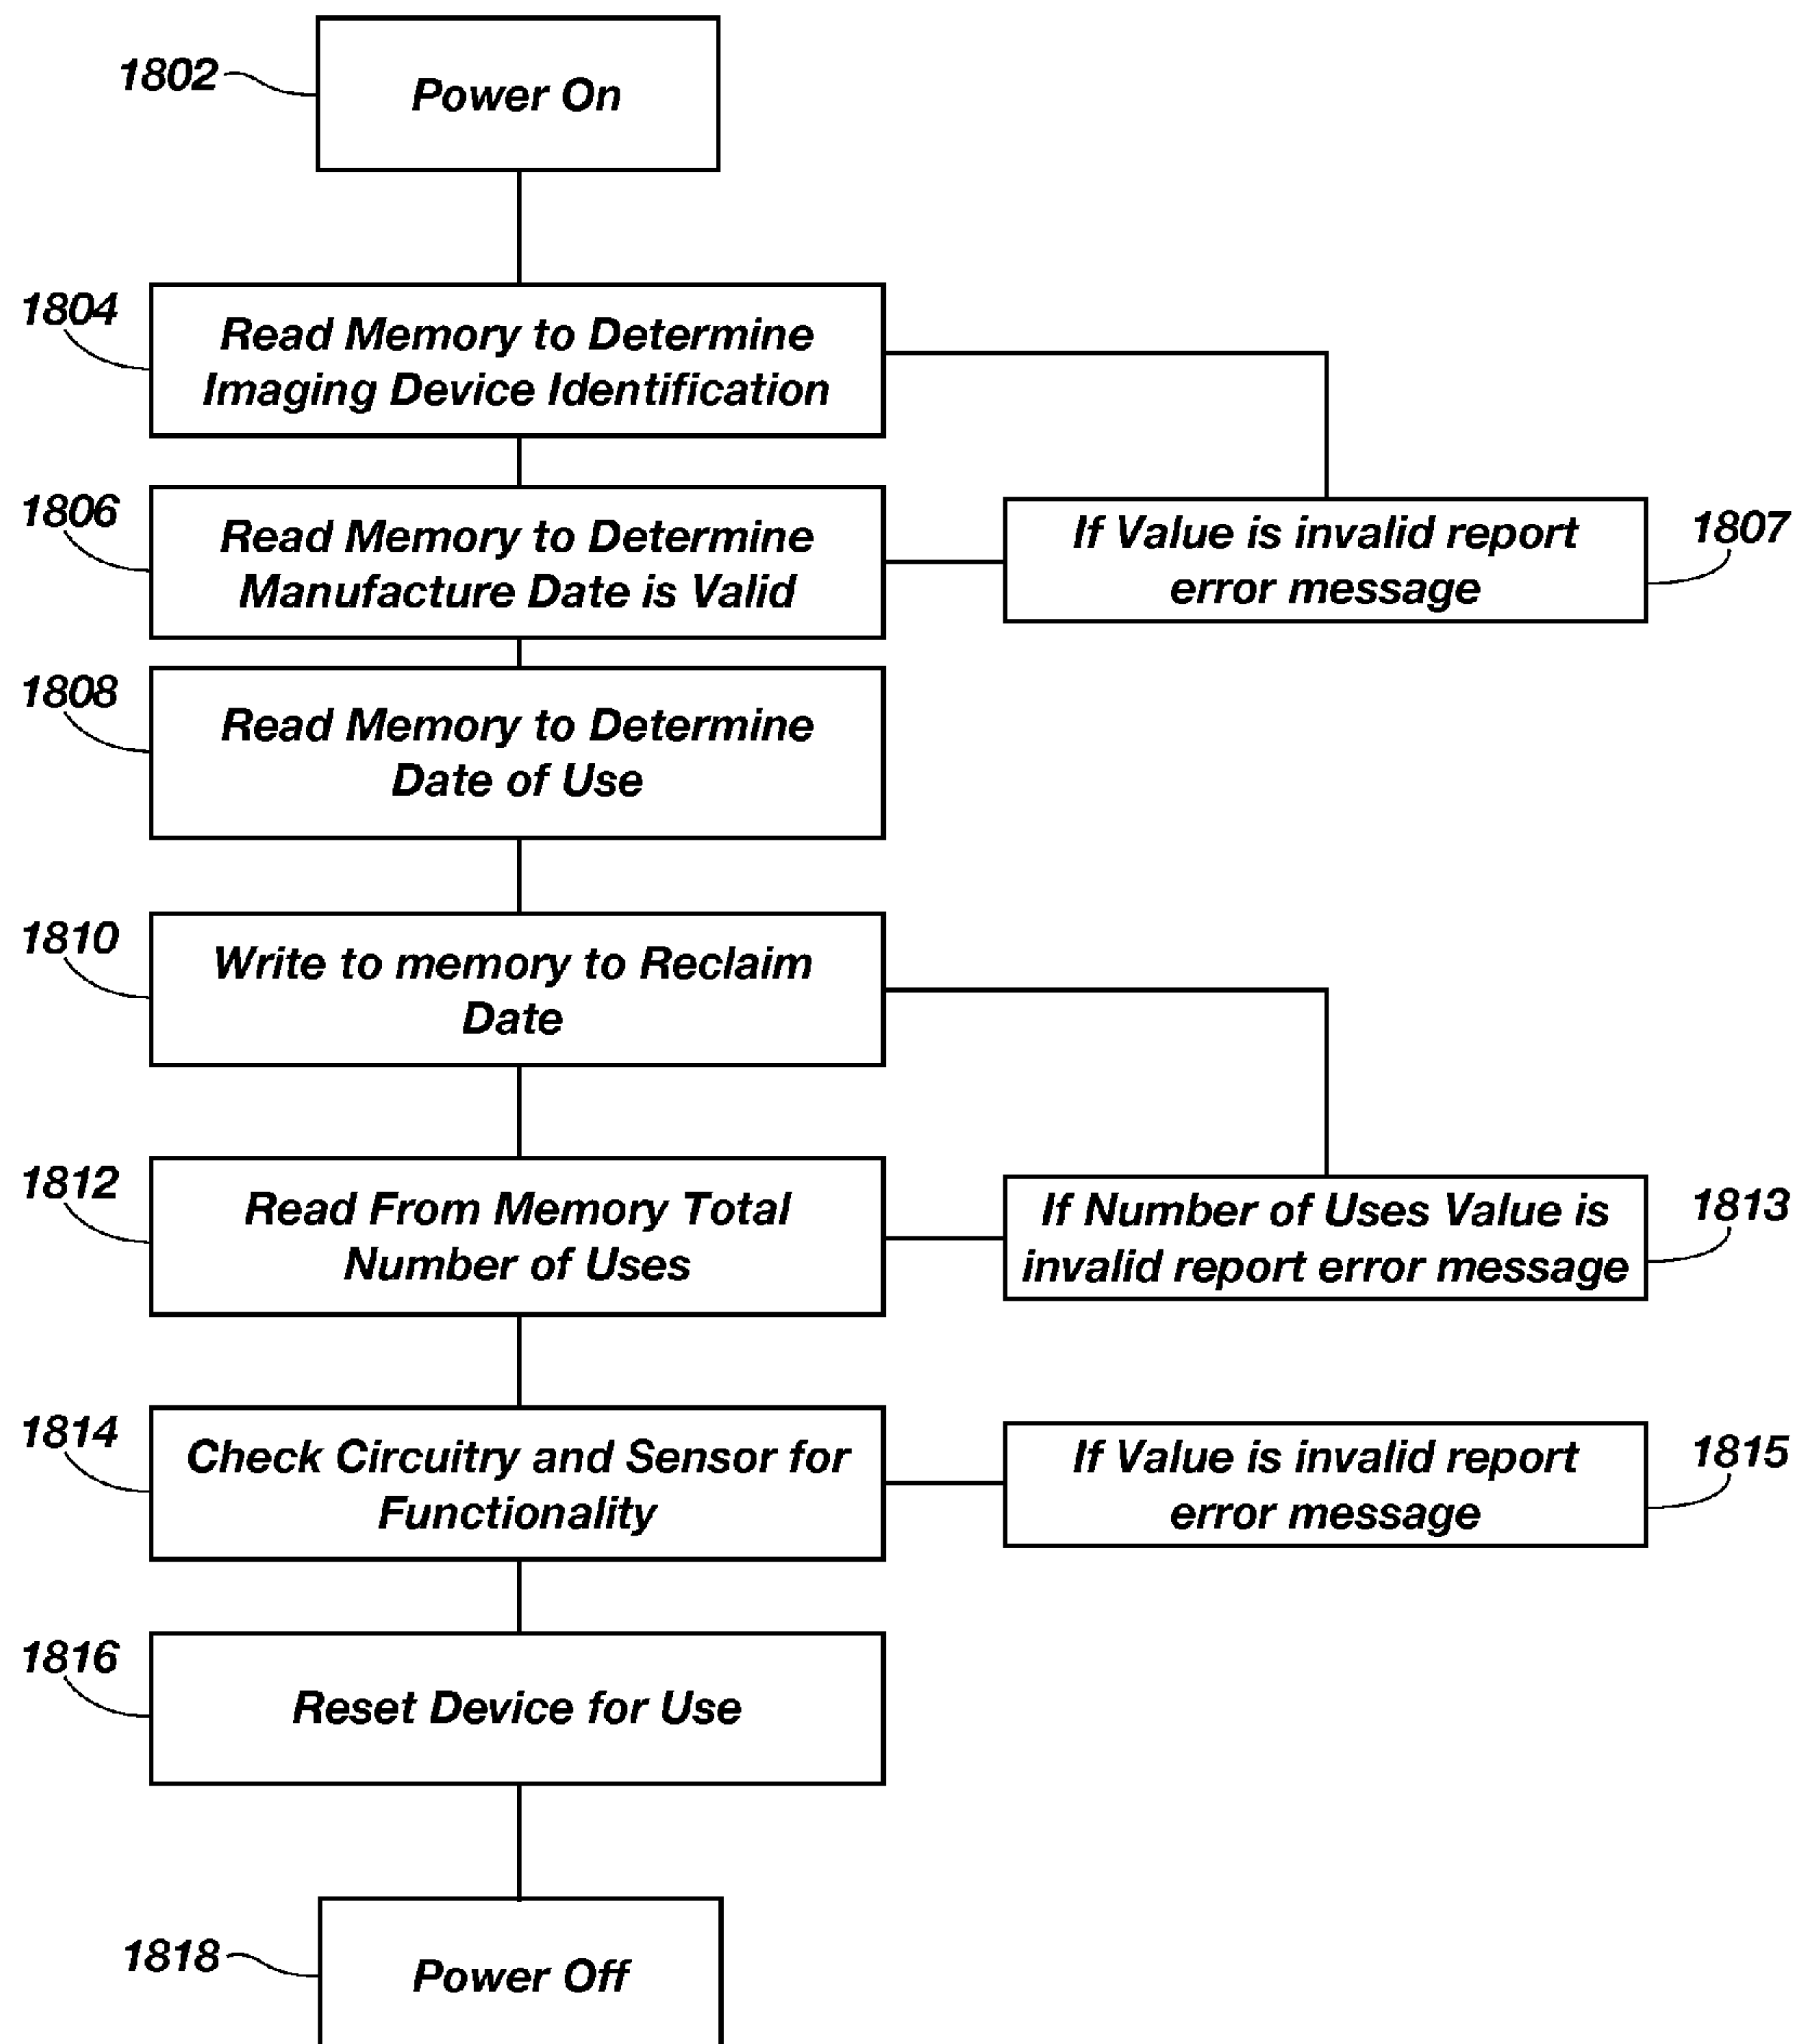 1802
Power On
1804
Read Memory to Determine
Imaging Device Identification
1806
Read Memory to Determine
Manufacture Date is Valid
If Value is invalid report
error message
1807
1808
Read Memory to Determine
Date of Use
1810
Write to memory to Reclaim
Date
1812
Read From Memory Total
Number of Uses
If Number of Uses Value is
invalid report error message
1813
1814
Check Circuitry and Sensor for
Functionality
If Value is invalid report
error message
1815
1816
Reset Device for Use
1818
Power Off